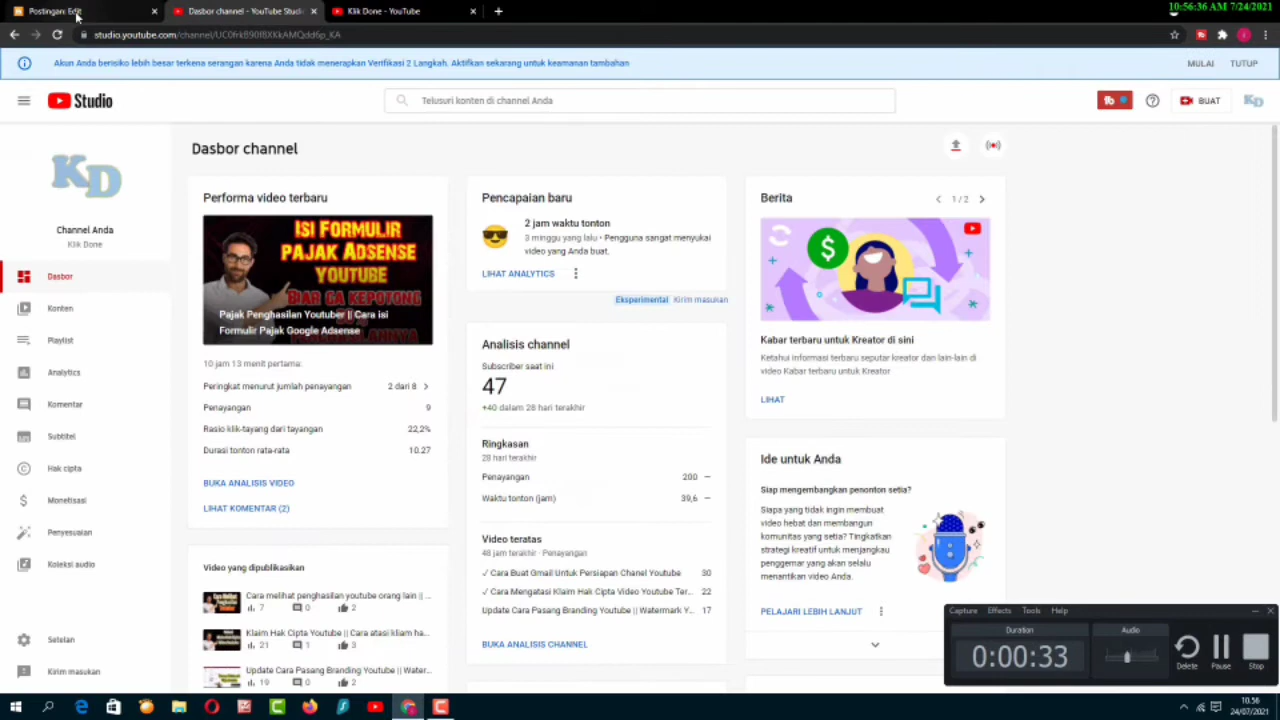 10:56:36 AM 7/24/2021
Postingan: Edit
Dasbor channel - YouTube Studi
Klik Done - YouTube
studio.youtube.com/channel/UC0frkB90f8XKkAMQdd6p_KA
Akun Anda berisiko lebih besar terkena serangan karena Anda tidak menerapkan Verifikasi 2 Langkah. Aktifkan sekarang untuk keamanan tambahan
MULAI
TUTUP
Studio
Telusuri konten di channel Anda
BUAT
KD
KD
Channel Anda
Klik Done
Dasbor
Konten
Playlist
Analytics
Komentar
Subtitel
Hak cipta
Monetisasi
Penyesuaian
Koleksi audio
Setelan
Kirim masukan
Dasbor channel
Performa video terbaru
ISI FORMULIR
PAJAK ADSENSE
YOUTUBE
BIAR GA KEPOTONG
Pajak Penghasilan Youtuber || Cara isi
Formulir Pajak Google Adsense
10 jam 13 menit pertama:
Peringkat menurut jumlah penayangan 2 dari 8
Penayangan 9
Rasio klik-tayang dari tayangan 22,2%
Durasi tonton rata-rata 10.27
BUKA ANALISIS VIDEO
LIHAT KOMENTAR (2)
Video yang dipublikasikan
Cara melihat penghasilan youtube orang lain || ...
7 0 2
Klaim Hak Cipta Youtube || Cara atasi kliam ha...
21 1 3
Update Cara Pasang Branding Youtube || Water...
19 0 2
Pencapaian baru
2 jam waktu tonton
3 minggu yang lalu • Pengguna sangat menyukai
video yang Anda buat.
LIHAT ANALYTICS
Eksperimental Kirim masukan
Analisis channel
Subscriber saat ini
47
+40 dalam 28 hari terakhir
Ringkasan
28 hari terakhir
Penayangan 200 —
Waktu tonton (jam) 39,6 —
Video teratas
48 jam terakhir · Penayangan
✓ Cara Buat Gmail Untuk Persiapan Chanel Youtube 30
✓ Cara Mengatasi Klaim Hak Cipta Video Youtube Ter... 22
Update Cara Pasang Branding Youtube || Watermark Y... 17
BUKA ANALISIS CHANNEL
Berita
1 / 2
Kabar terbaru untuk Kreator di sini
Ketahui informasi terbaru seputar kreator dan lain-lain di
video Kabar terbaru untuk Kreator
LIHAT
Ide untuk Anda
Siap mengembangkan penonton setia?
Siapa yang tidak ingin membuat
video hebat dan membangun
komunitas yang setia? Tingkatkan
strategi kreatif untuk menjangkau
penggemar yang akan selalu
menantikan video Anda.
PELAJARI LEBIH LANJUT
Capture Effects Tools Help
Duration
0:00:33
Audio
Delete
Pause
Stop
10.56
24/07/2021